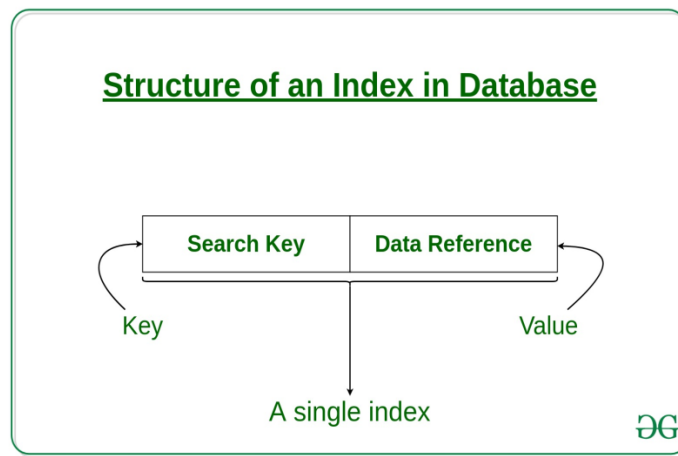 Structure of an Index in Database
Search Key
Data Reference
Key
Value
A single index